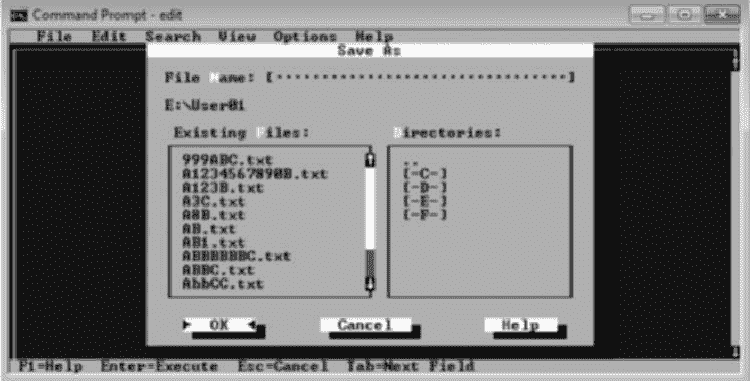 Command Prompt - edit
File Edit Search View Options Help
Save As
File Name: [·································]
E:\User01
Existing Files:
Directories:
999ABC.txt
A1234567890B.txt
A123B.txt
A3C.txt
A8B.txt
AB.txt
AB1.txt
ABBBBBBC.txt
ABBC.txt
AbbCC.txt
..
[-C-]
[-D-]
[-E-]
[-F-]
OK
Cancel
Help
F1=Help Enter=Execute Esc=Cancel Tab=Next Field